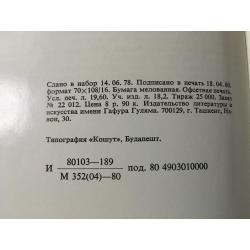 Сдано в набор 14.06.78. Подписано в печать 18.04.80.
формат 70×108/16. Бумага мелованная. Офсетная печать.
Усл. печ. л. 19,60. Уч.-изд. л. 18,2. Тираж 25 000. Заказ
№ 22 012. Цена 8 р. 90 к. Издательство литературы и
искусства имени Гафура Гуляма. 700129, г. Ташкент, На-
вои, 30.
Типография «Кошут», Будапешт.
И 80103—189 под. 80 4903010000
М 352(04)—80